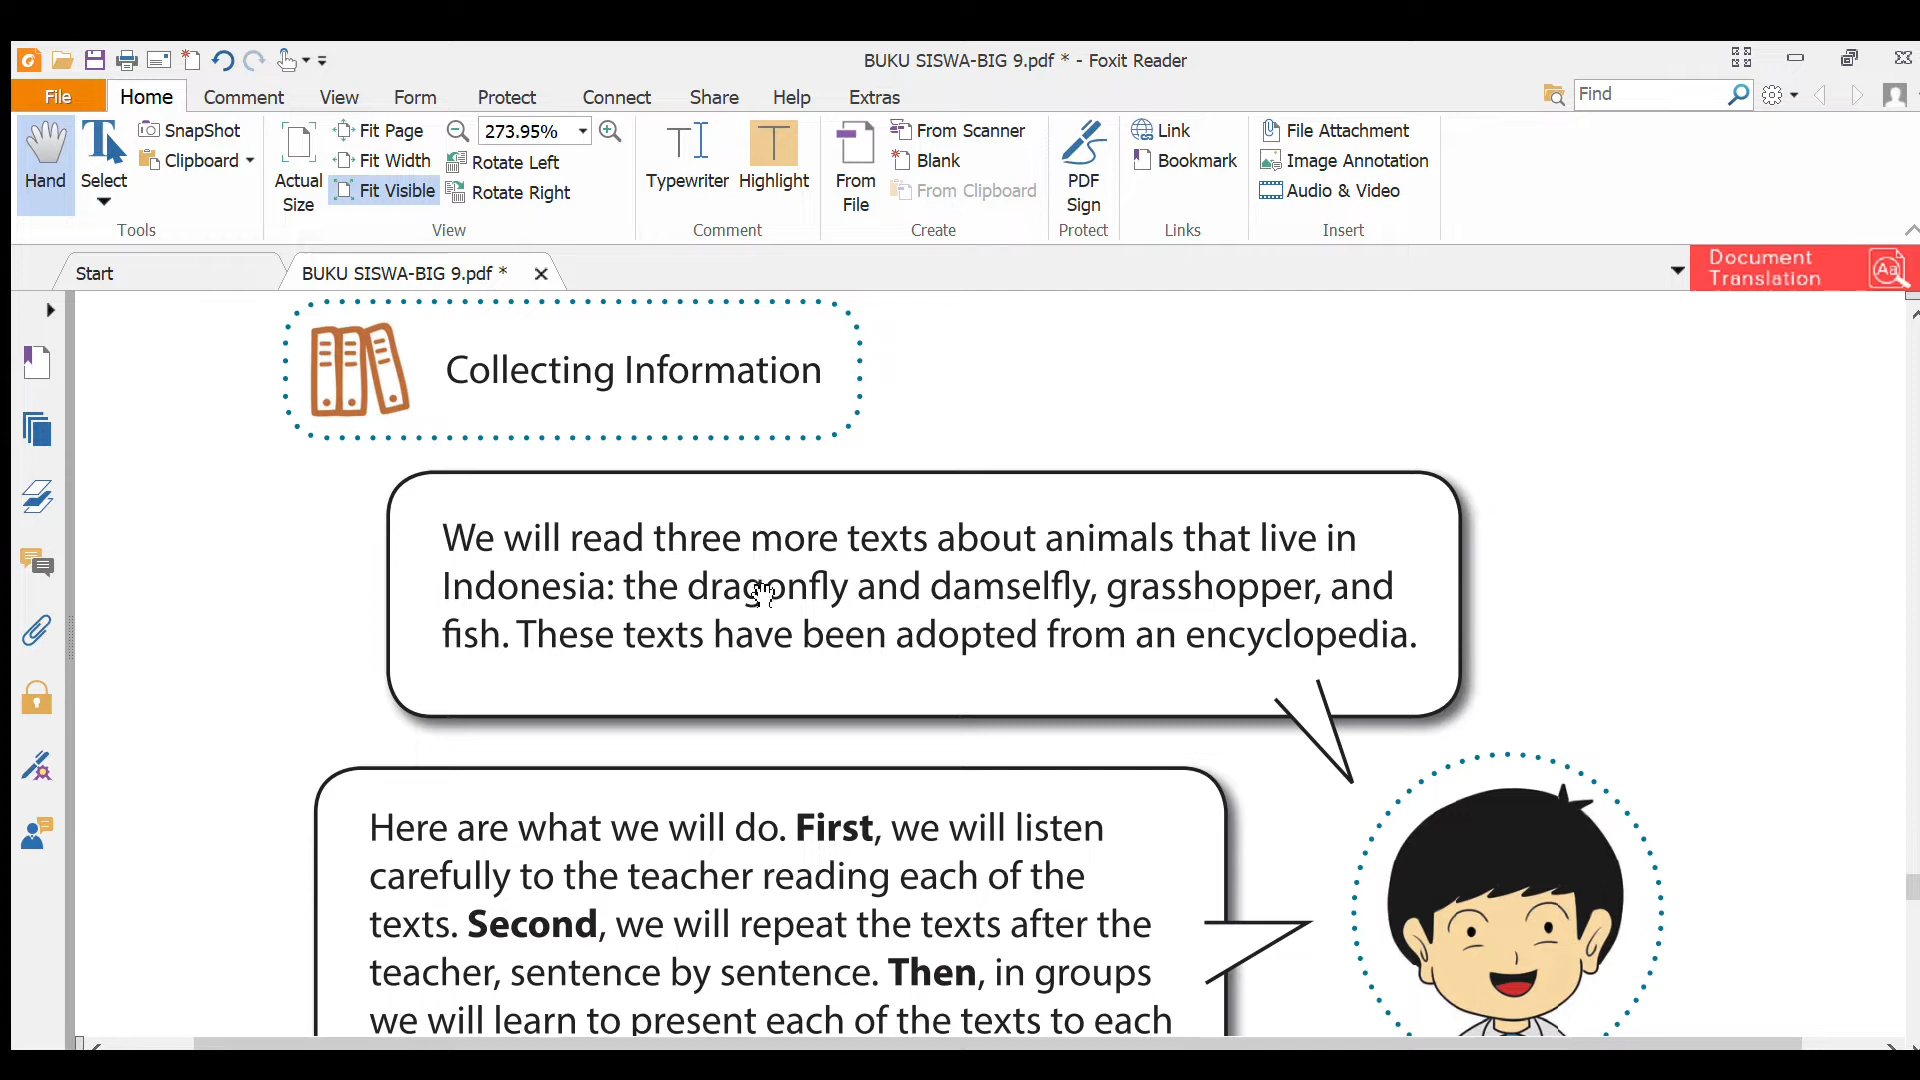 BUKU SISWA-BIG 9.pdf * - Foxit Reader
File Home Comment View Form Protect Connect Share Help Extras
Find
Hand
Select
SnapShot
Clipboard
Tools
Actual
Size
Fit Page
Fit Width
Fit Visible
273.95%
Rotate Left
Rotate Right
View
Typewriter
Highlight
Comment
From
File
From Scanner
Blank
From Clipboard
Create
PDF
Sign
Protect
Link
Bookmark
Links
File Attachment
Image Annotation
Audio & Video
Insert
Start
BUKU SISWA-BIG 9.pdf *
Document
Translation
Aa
Collecting Information
We will read three more texts about animals that live in
Indonesia: the dragonfly and damselfly, grasshopper, and
fish. These texts have been adopted from an encyclopedia.
Here are what we will do. First, we will listen
carefully to the teacher reading each of the
texts. Second, we will repeat the texts after the
teacher, sentence by sentence. Then, in groups
we will learn to present each of the texts to each